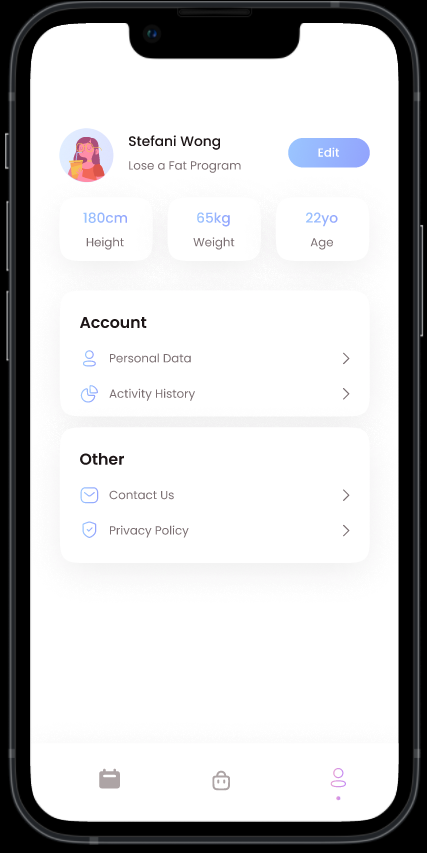 Stefani Wong
Lose a Fat Program
Edit
180cm
Height
65kg
Weight
22yo
Age
Account
Personal Data
Activity History
Other
Contact Us
Privacy Policy